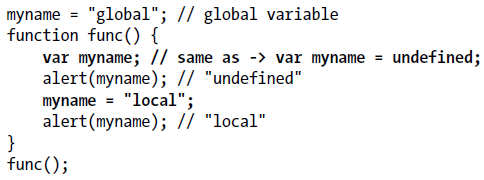 myname = "global"; // global variable
function func() {
    var myname; // same as -> var myname = undefined;
    alert(myname); // "undefined"
    myname = "local";
    alert(myname); // "local"
}
func();